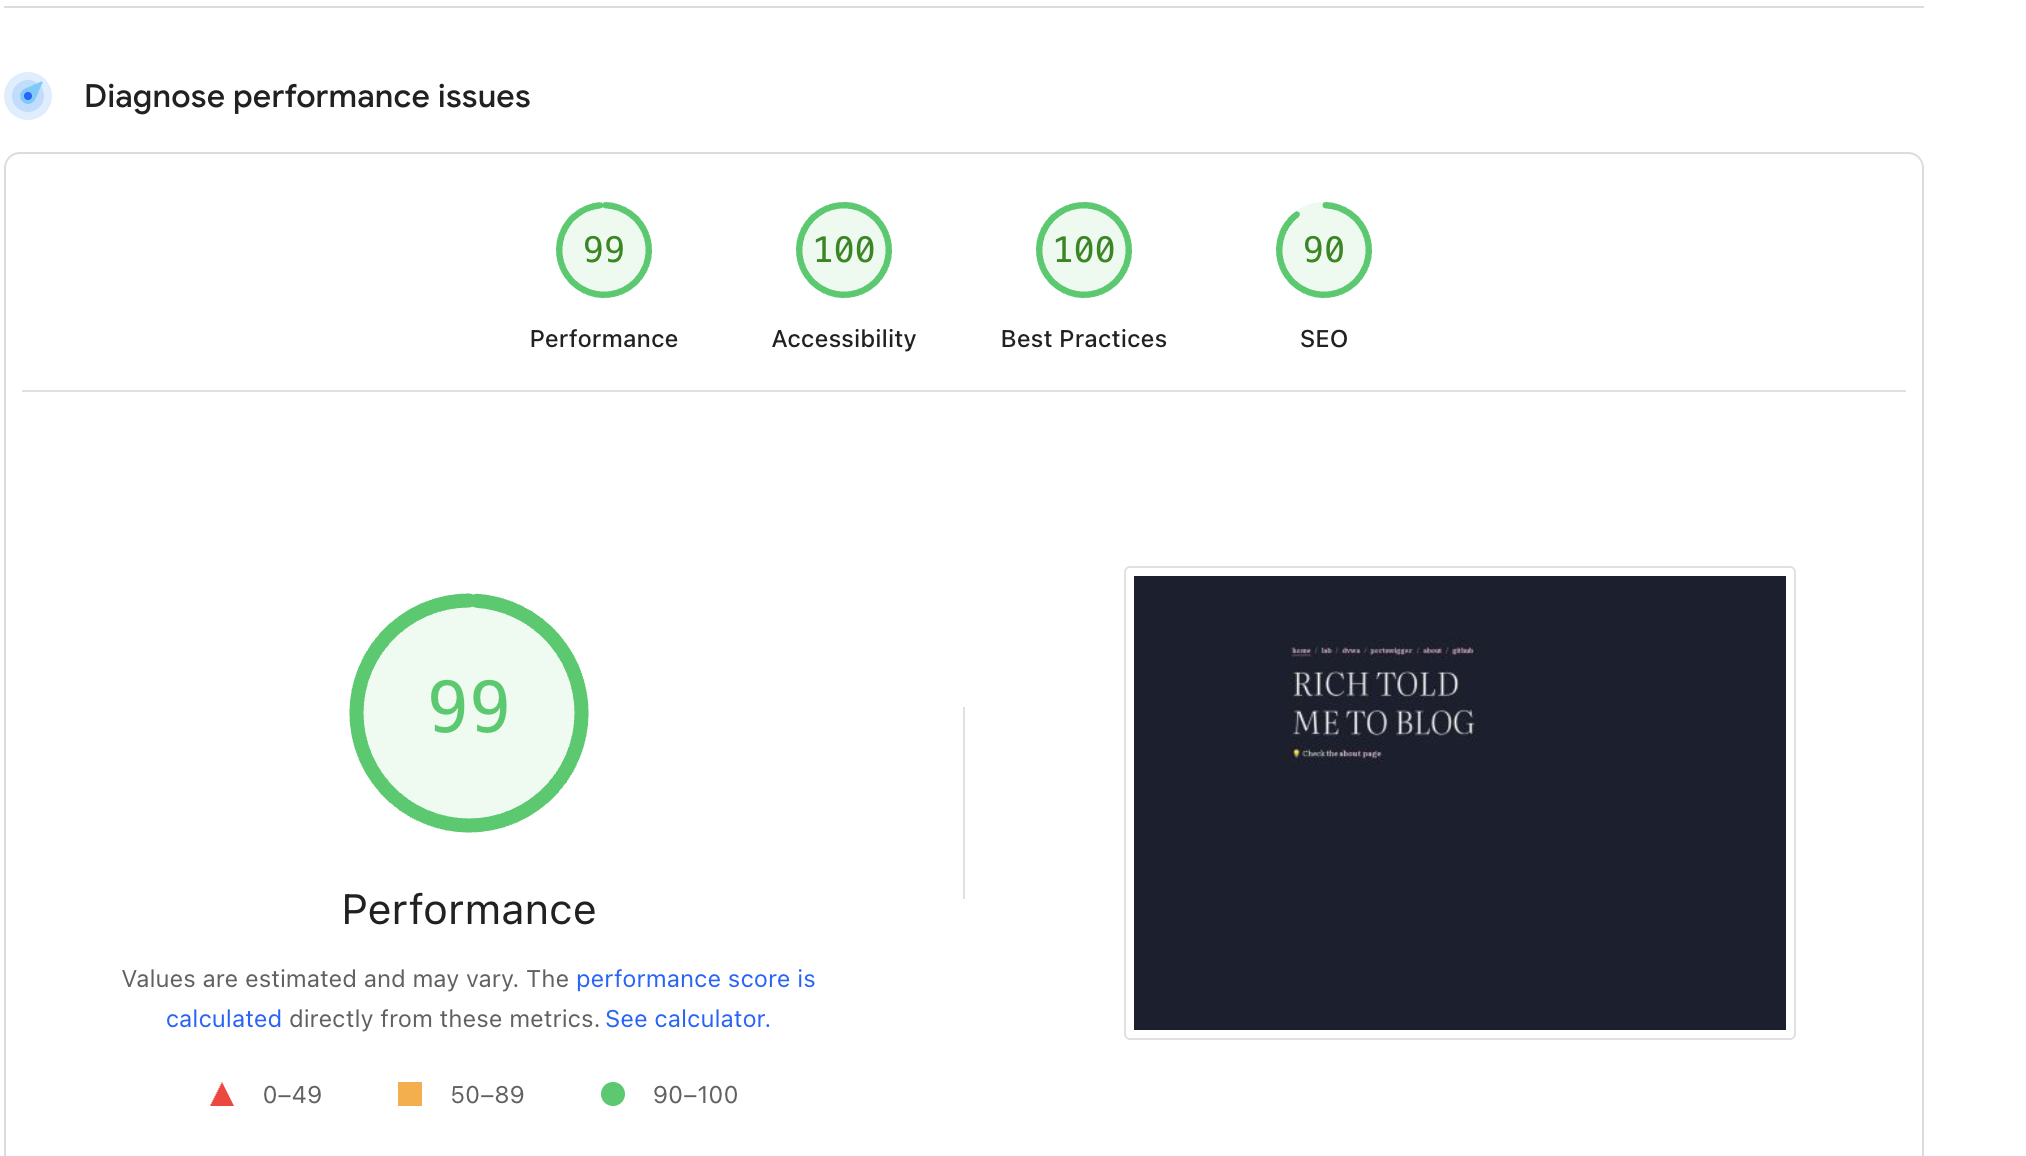 Diagnose performance issues
99
100
100
90
Performance
Accessibility
Best Practices
SEO
99
Performance
Values are estimated and may vary. The performance score is
calculated directly from these metrics. See calculator.
0–49
50–89
90–100
home / lab / dvwa / portswigger / about / github
RICH TOLD
ME TO BLOG
💡 Check the about page